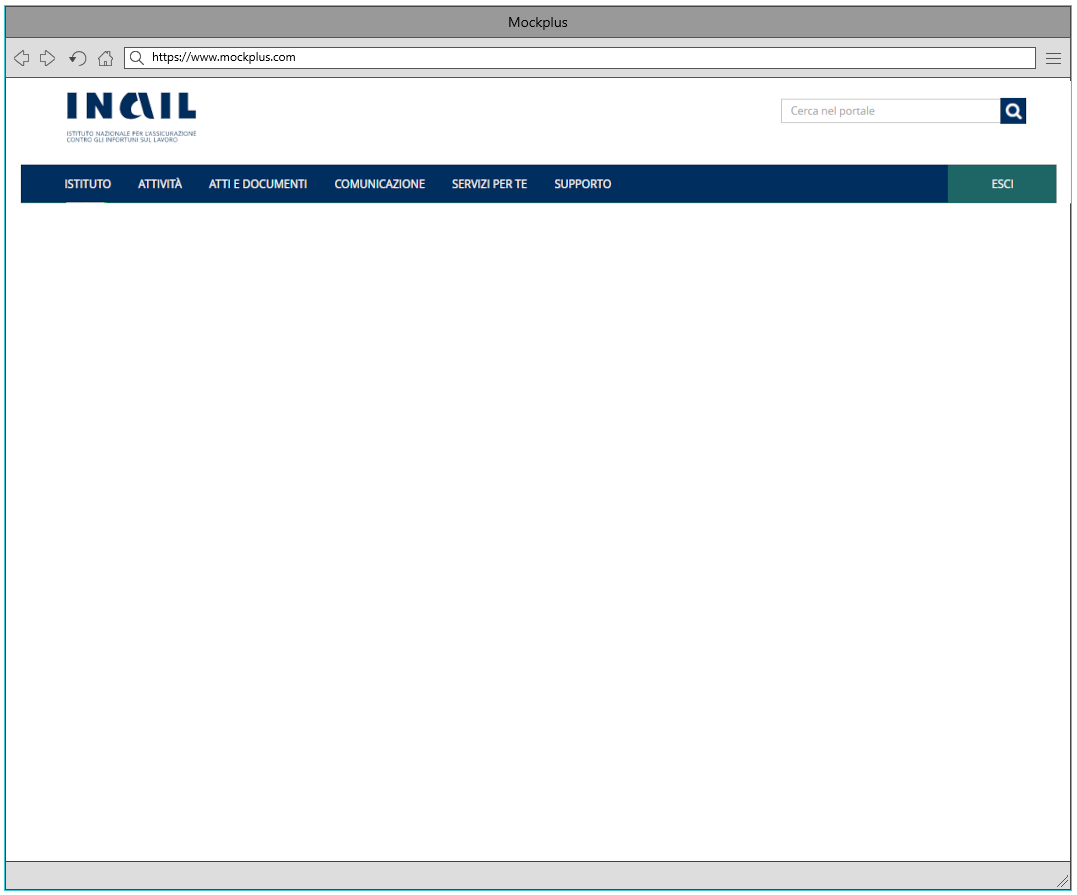 Mockplus
https://www.mockplus.com
INAIL
ISTITUTO NAZIONALE PER L'ASSICURAZIONE
CONTRO GLI INFORTUNI SUL LAVORO
Cerca nel portale
ISTITUTO ATTIVITÀ ATTI E DOCUMENTI COMUNICAZIONE SERVIZI PER TE SUPPORTO ESCI